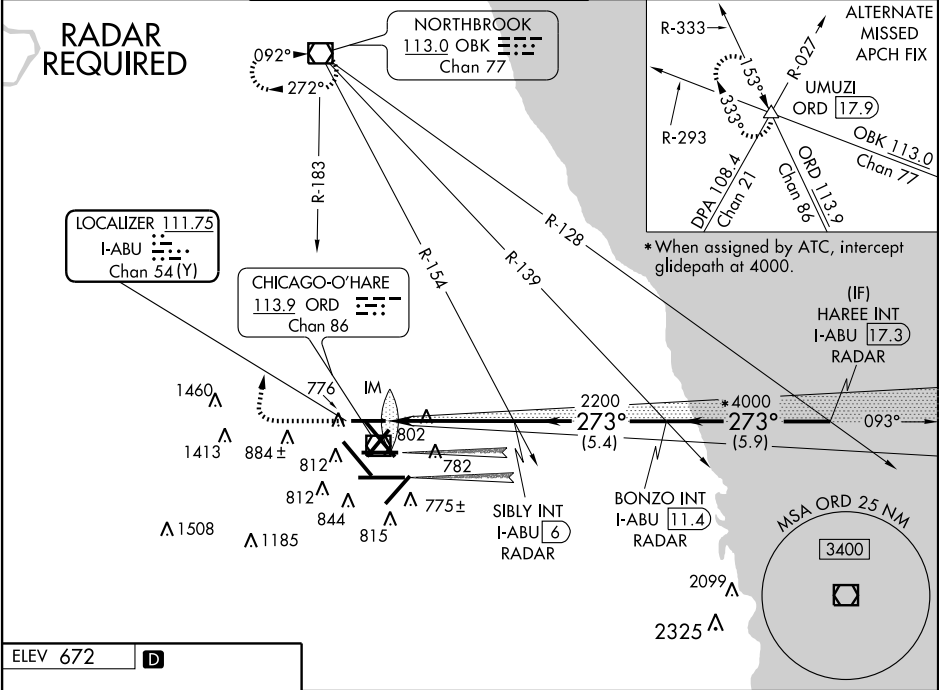 RADAR
REQUIRED
NORTHBROOK
113.0 OBK
Chan 77
092°
272°
R-183
R-154
R-139
R-128
ALTERNATE
MISSED
APCH FIX
R-333
R-027
153°
333°
UMUZI
ORD 17.9
R-293
OBK 113.0
Chan 77
DPA 108.4
Chan 21
ORD 113.9
Chan 86
*When assigned by ATC, intercept
glidepath at 4000.
LOCALIZER 111.75
I-ABU
Chan 54 (Y)
CHICAGO-O'HARE
113.9 ORD
Chan 86
(IF)
HAREE INT
I-ABU 17.3
RADAR
1460
776
IM
2200
*4000
273°
273°
093°
(5.4)
(5.9)
1413
884±
802
812
782
812
844
775±
815
1508
1185
SIBLY INT
I-ABU 6
RADAR
BONZO INT
I-ABU 11.4
RADAR
MSA ORD 25 NM
3400
2099
2325
ELEV 672
D